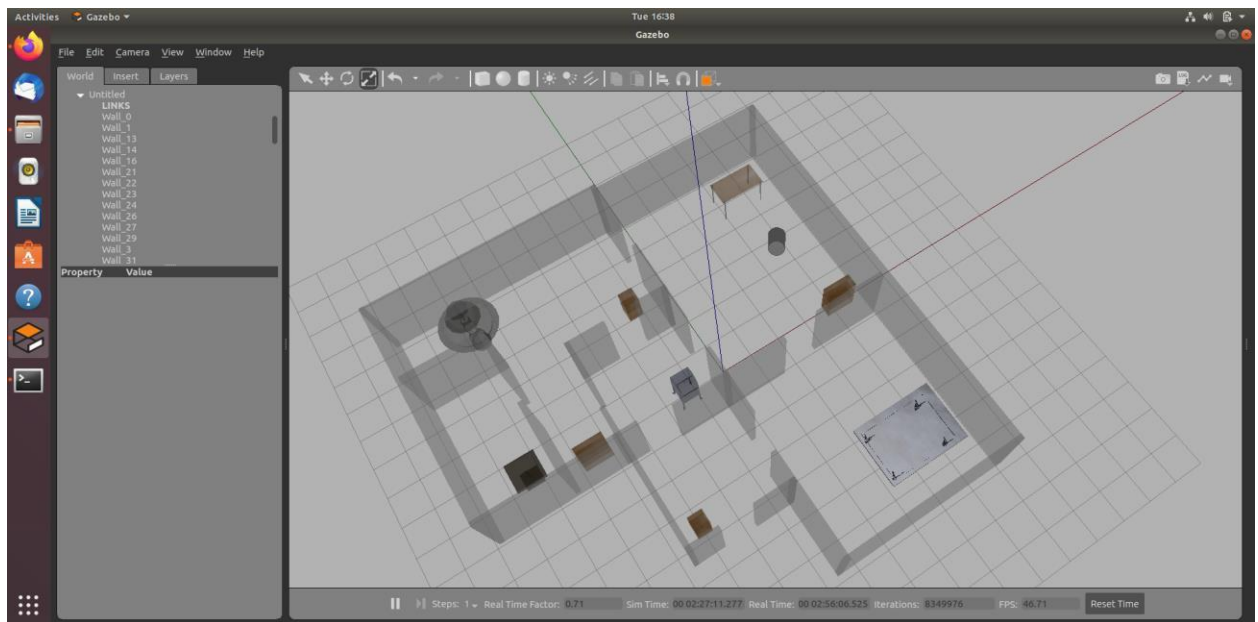 Activities Gazebo Tue 16:38
Gazebo
File Edit Camera View Window Help
World Insert Layers
Untitled
LINKS
Wall_0
Wall_1
Wall_13
Wall_14
Wall_16
Wall_21
Wall_22
Wall_23
Wall_24
Wall_26
Wall_27
Wall_29
Wall_3
Wall_31
Property Value
Steps: 1 Real Time Factor: 0.71 Sim Time: 00 02:27:11.277 Real Time: 00 02:56:06.525 Iterations: 8349976 FPS: 46.71 Reset Time